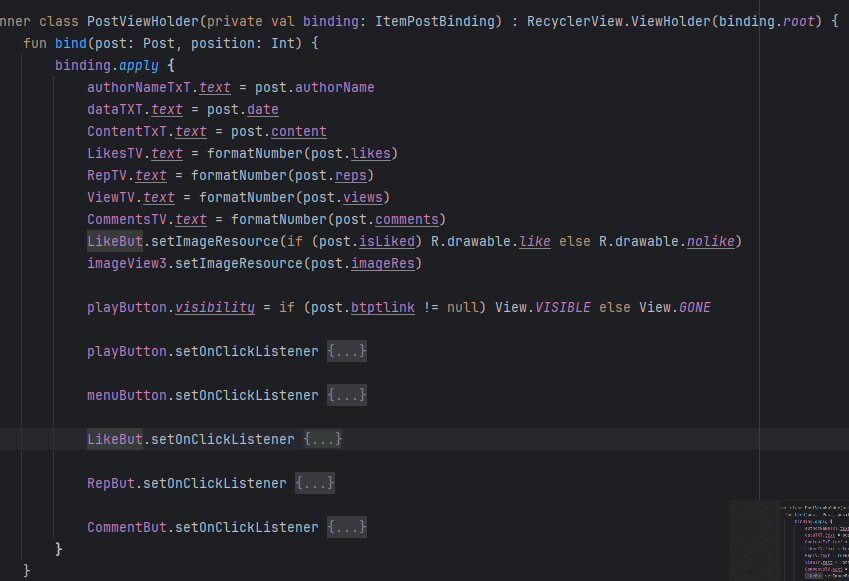 nner class PostViewHolder(private val binding: ItemPostBinding) : RecyclerView.ViewHolder(binding.root) {
fun bind(post: Post, position: Int) {
binding.apply {
authorNameTxT.text = post.authorName
dataTXT.text = post.date
ContentTxT.text = post.content
LikesTV.text = formatNumber(post.likes)
RepTV.text = formatNumber(post.reps)
ViewTV.text = formatNumber(post.views)
CommentsTV.text = formatNumber(post.comments)
LikeBut.setImageResource(if (post.isLiked) R.drawable.like else R.drawable.nolike)
imageView3.setImageResource(post.imageRes)
playButton.visibility = if (post.btptlink != null) View.VISIBLE else View.GONE
playButton.setOnClickListener {...}
menuButton.setOnClickListener {...}
LikeBut.setOnClickListener {...}
RepBut.setOnClickListener {...}
CommentBut.setOnClickListener {...}
}
}